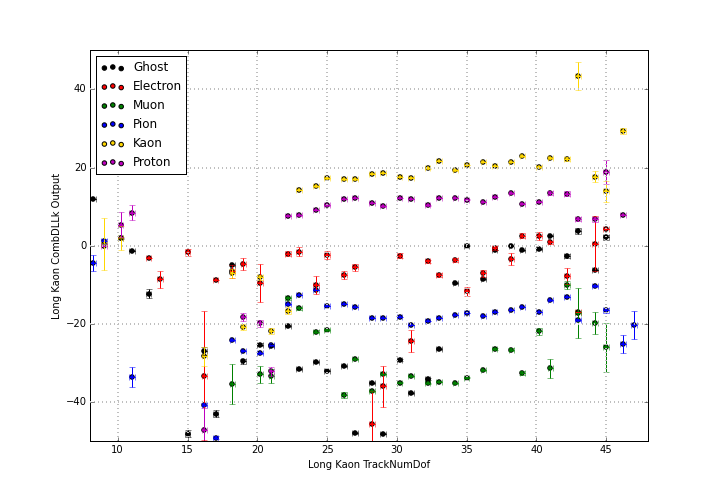 Ghost
Electron
Muon
Pion
Kaon
Proton
Long Kaon CombDLLk Output
40
20
0
−20
−40
10 15 20 25 30 35 40 45
Long Kaon TrackNumDof